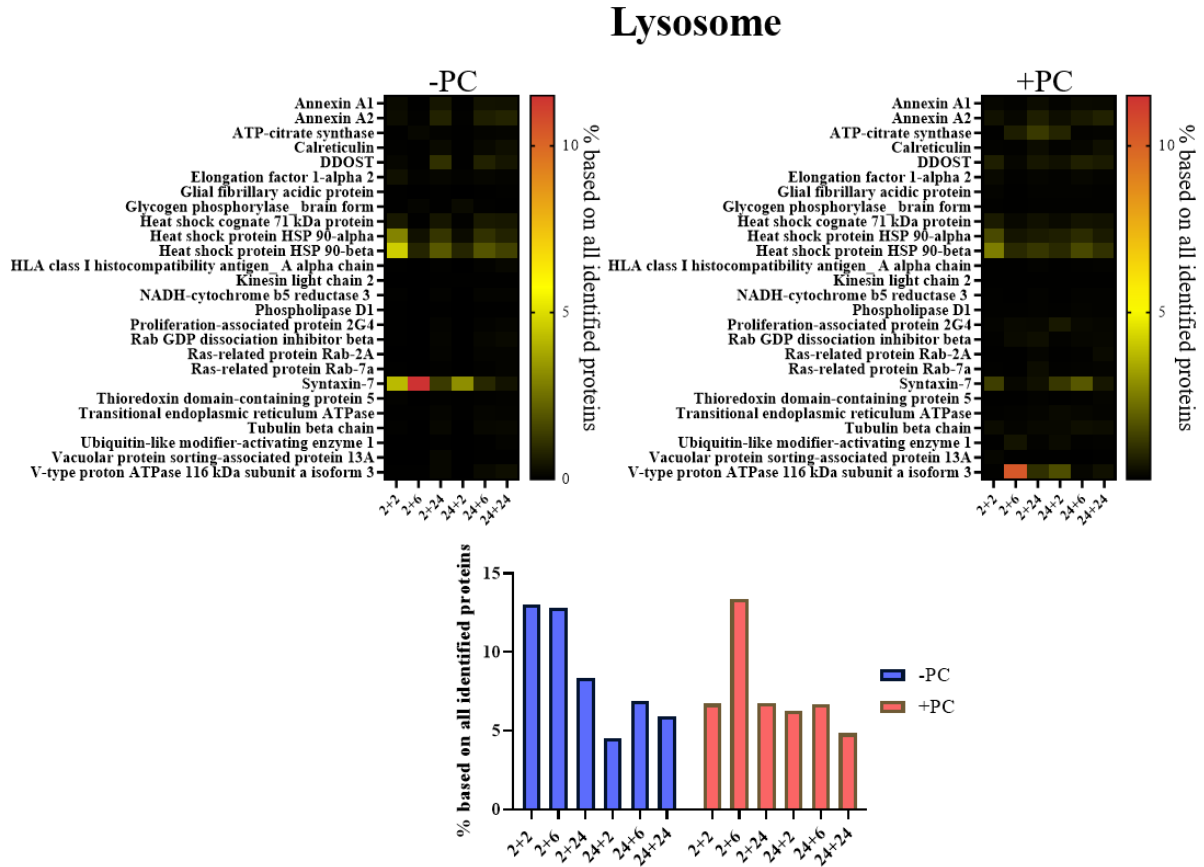 Lysosome
-PC
Annexin A1
Annexin A2
ATP-citrate synthase
Calreticulin
DDOST
Elongation factor 1-alpha 2
Glial fibrillary acidic protein
Glycogen phosphorylase_ brain form
Heat shock cognate 71 kDa protein
Heat shock protein HSP 90-alpha
Heat shock protein HSP 90-beta
HLA class I histocompatibility antigen_ A alpha chain
Kinesin light chain 2
NADH-cytochrome b5 reductase 3
Phospholipase D1
Proliferation-associated protein 2G4
Rab GDP dissociation inhibitor beta
Ras-related protein Rab-2A
Ras-related protein Rab-7a
Syntaxin-7
Thioredoxin domain-containing protein 5
Transitional endoplasmic reticulum ATPase
Tubulin beta chain
Ubiquitin-like modifier-activating enzyme 1
Vacuolar protein sorting-associated protein 13A
V-type proton ATPase 116 kDa subunit a isoform 3
2+2
2+6
2+24
24+2
24+6
24+24
10
5
0
% based on all identified proteins
+PC
Annexin A1
Annexin A2
ATP-citrate synthase
Calreticulin
DDOST
Elongation factor 1-alpha 2
Glial fibrillary acidic protein
Glycogen phosphorylase_ brain form
Heat shock cognate 71 kDa protein
Heat shock protein HSP 90-alpha
Heat shock protein HSP 90-beta
HLA class I histocompatibility antigen_ A alpha chain
Kinesin light chain 2
NADH-cytochrome b5 reductase 3
Phospholipase D1
Proliferation-associated protein 2G4
Rab GDP dissociation inhibitor beta
Ras-related protein Rab-2A
Ras-related protein Rab-7a
Syntaxin-7
Thioredoxin domain-containing protein 5
Transitional endoplasmic reticulum ATPase
Tubulin beta chain
Ubiquitin-like modifier-activating enzyme 1
Vacuolar protein sorting-associated protein 13A
V-type proton ATPase 116 kDa subunit a isoform 3
2+2
2+6
2+24
24+2
24+6
24+24
10
5
0
% based on all identified proteins
% based on all identified proteins
15
10
5
0
2+2
2+6
2+24
24+2
24+6
24+24
2+2
2+6
2+24
24+2
24+6
24+24
-PC
+PC